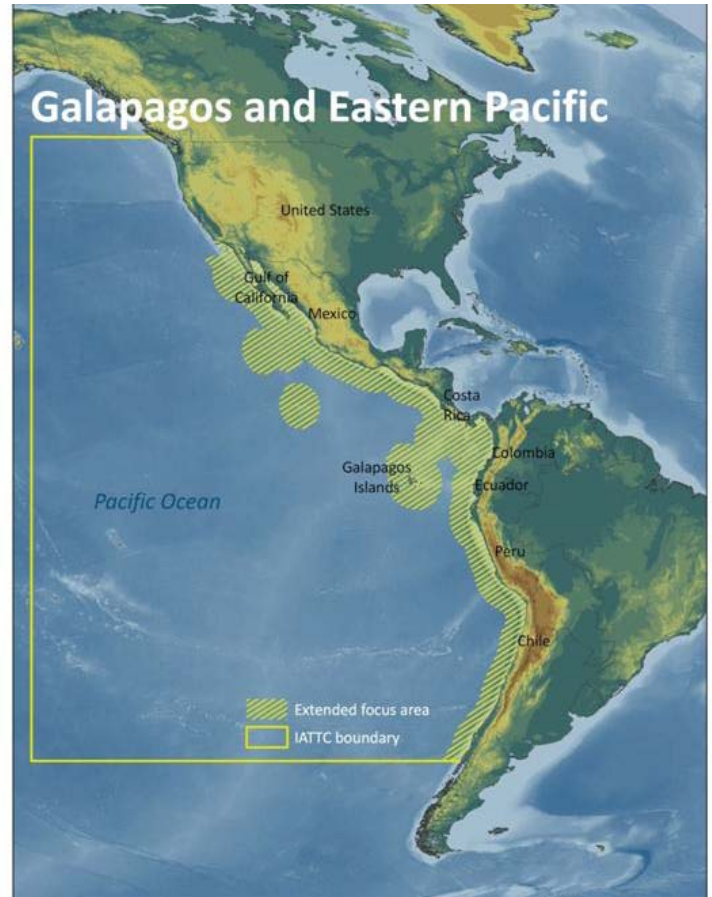 Galapagos and Eastern Pacific
United States
Gulf of
California
Mexico
Costa
Rica
Colombia
Galapagos
Islands
Ecuador
Pacific Ocean
Peru
Chile
Extended focus area
IATTC boundary